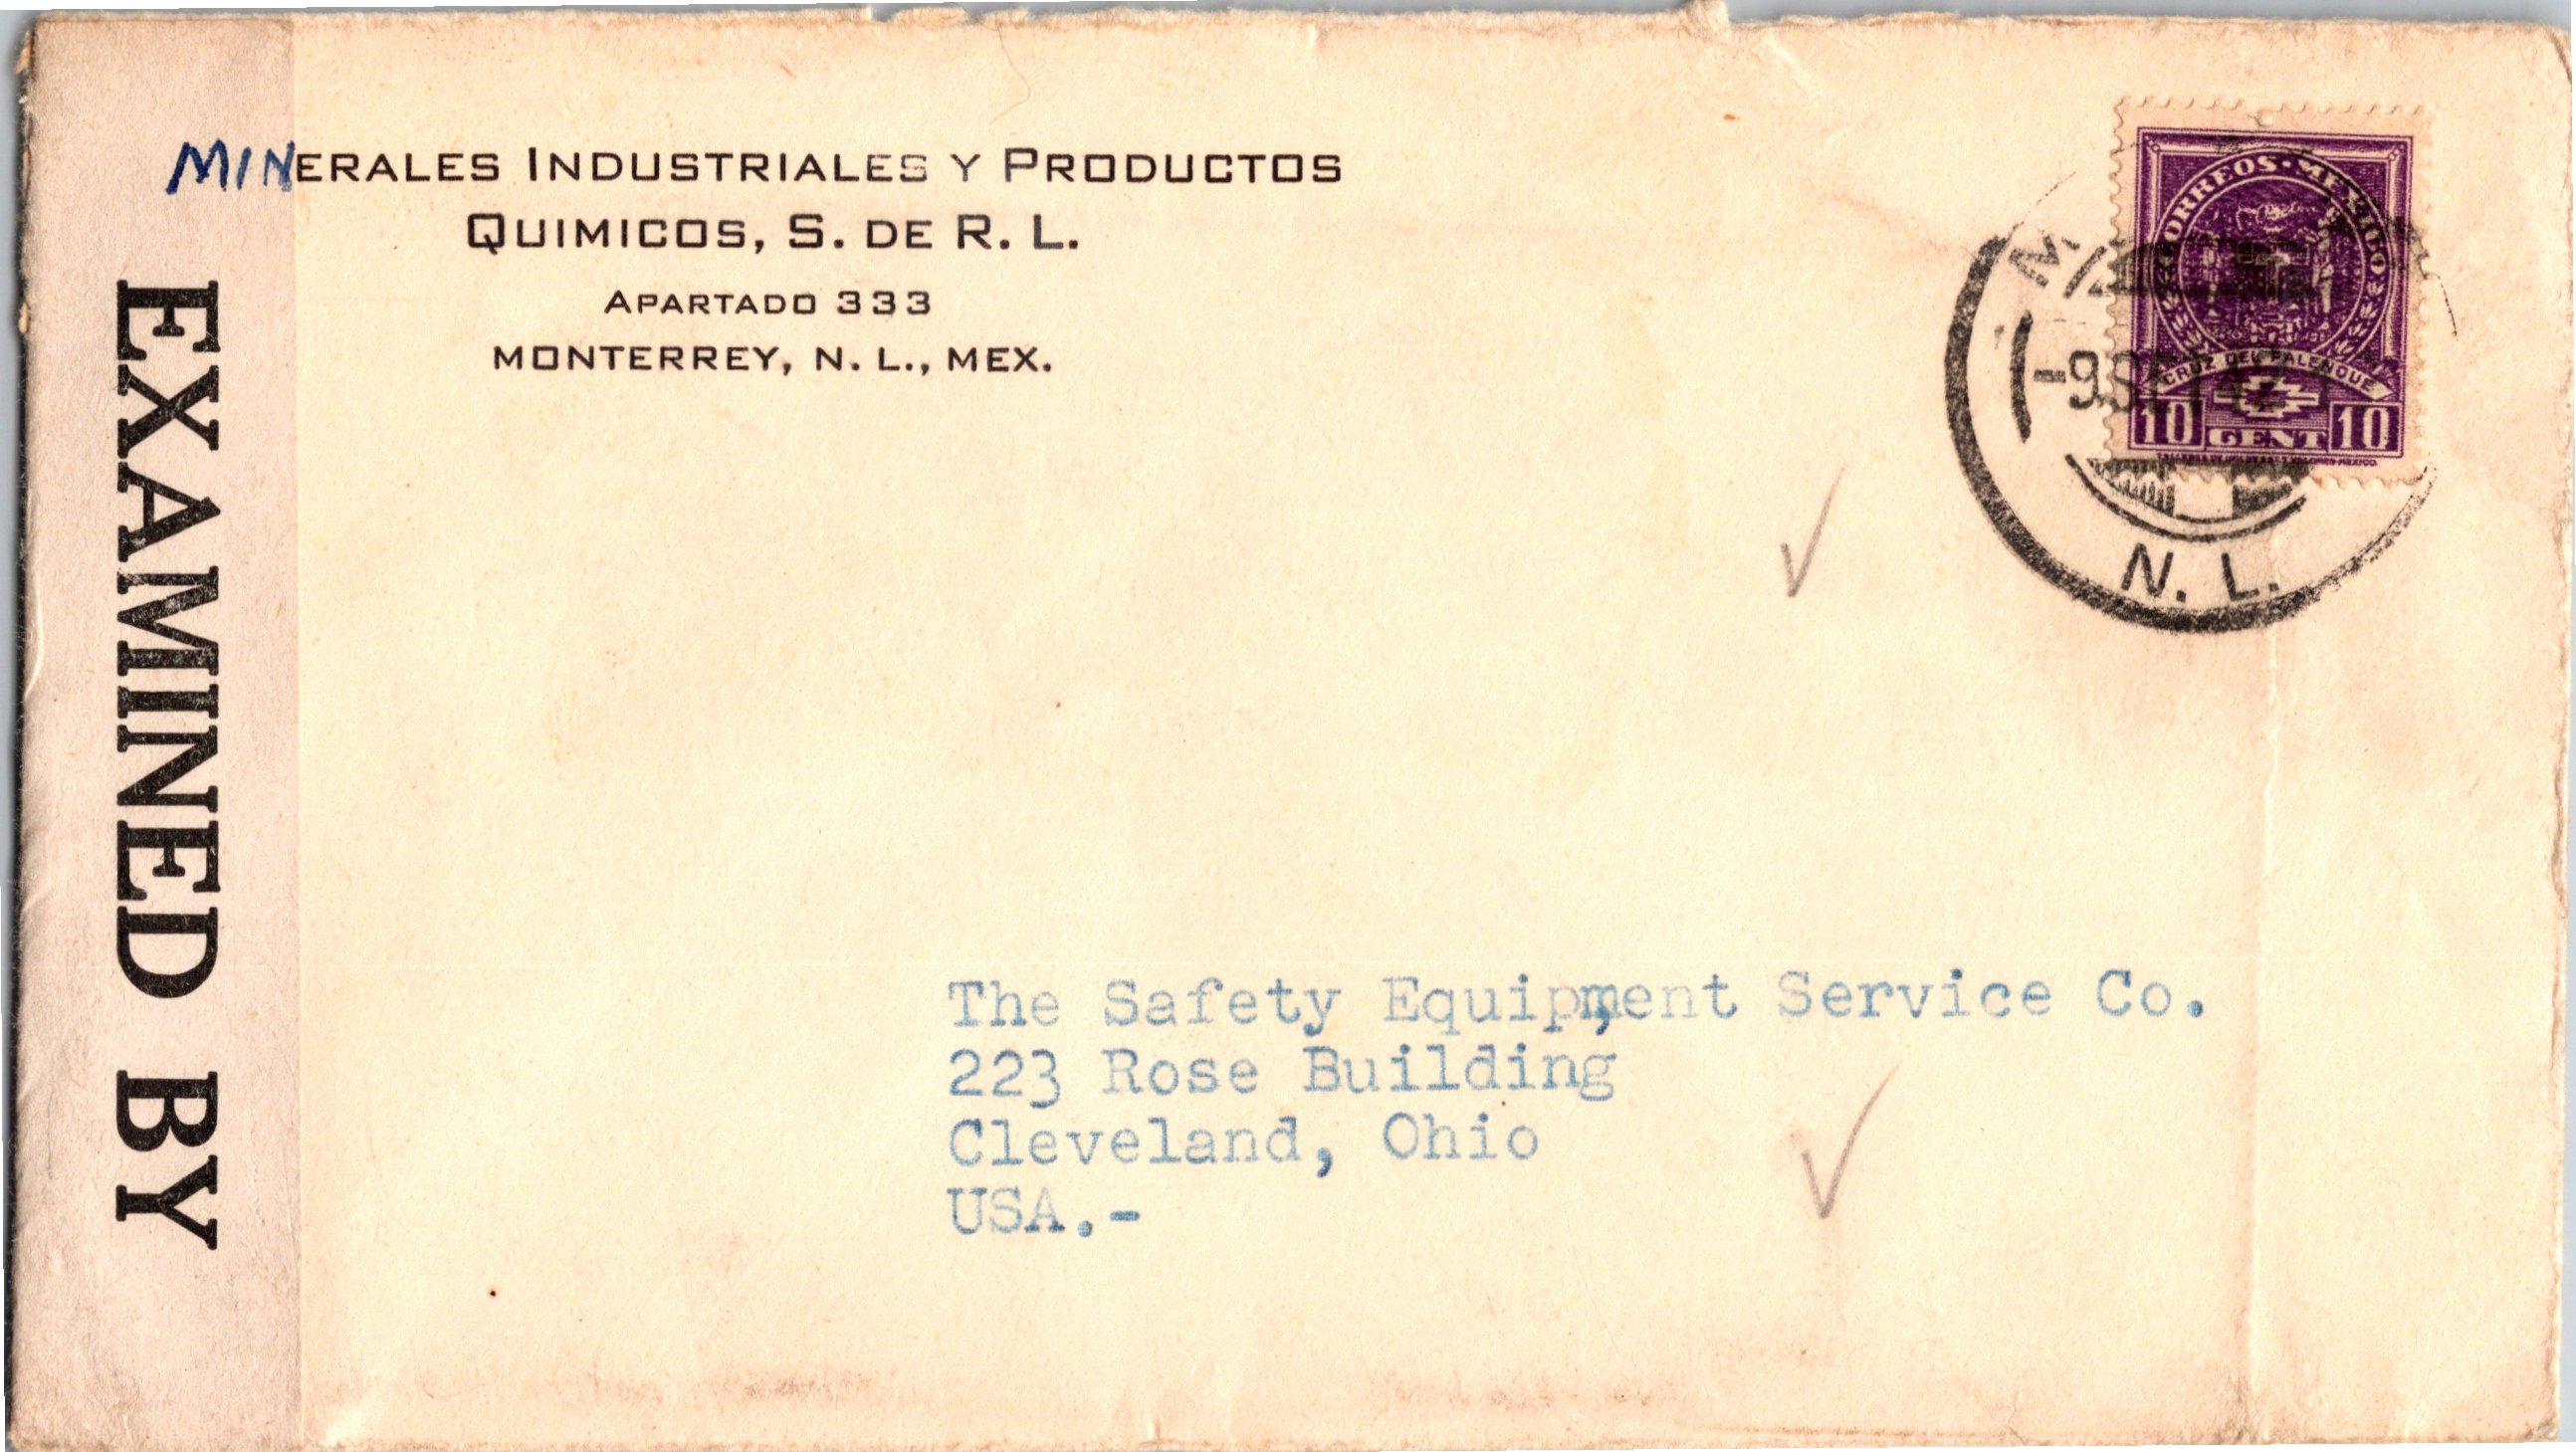 MINERALES INDUSTRIALES Y PRODUCTOS
QUIMICOS, S. DE R. L.
APARTADO 333
MONTERREY, N. L., MEX.
EXAMINED BY
CORREOS·MEXICO
CRUZ DEL PALENQUE
10 CENT 10
N. L.
The Safety Equipment Service Co.
223 Rose Building
Cleveland, Ohio
USA.-